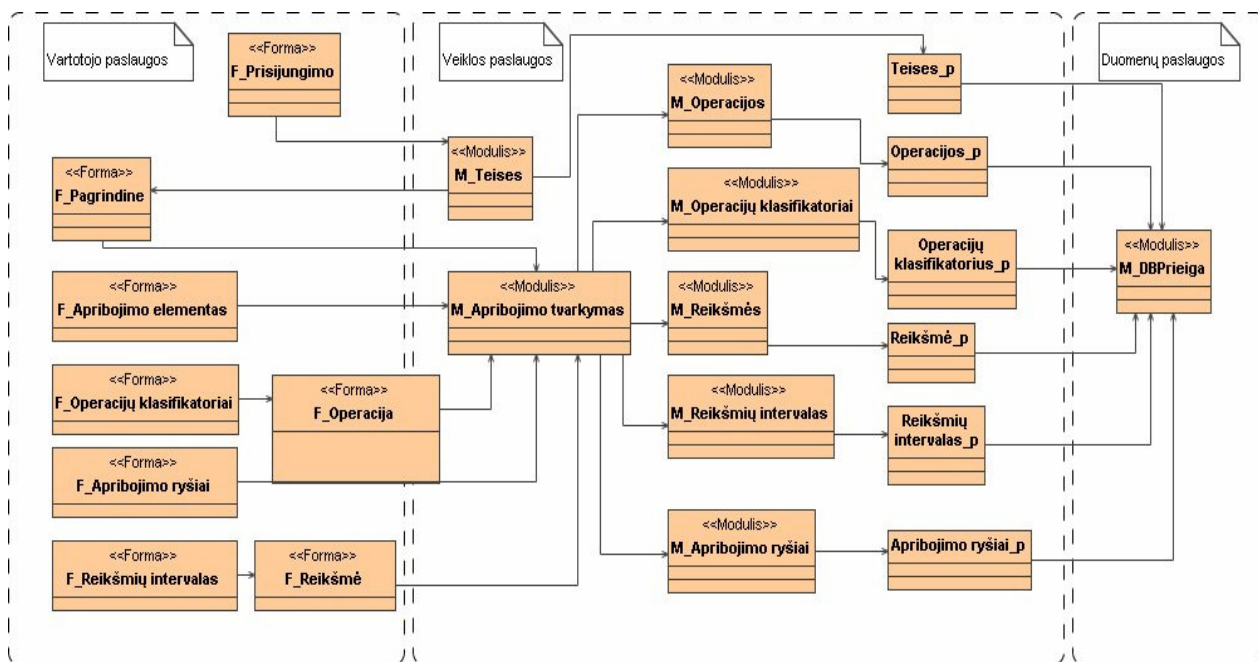 Vartotojo paslaugos
<<Forma>>
F_Prisijungimo
<<Forma>>
F_Pagrindine
<<Forma>>
F_Apribojimo elementas
<<Forma>>
F_Operacijų klasifikatoriai
<<Forma>>
F_Operacija
<<Forma>>
F_Apribojimo ryšiai
<<Forma>>
F_Reikšmių intervalas
<<Forma>>
F_Reikšmė
Veiklos paslaugos
<<Modulis>>
M_Teises
<<Modulis>>
M_Apribojimo tvarkymas
<<Modulis>>
M_Operacijos
<<Modulis>>
M_Operacijų klasifikatoriai
<<Modulis>>
M_Reikšmės
<<Modulis>>
M_Reikšmių intervalas
<<Modulis>>
M_Apribojimo ryšiai
Teises_p
Operacijos_p
Operacijų
klasifikatorius_p
Reikšmė_p
Reikšmių
intervalas_p
Apribojimo ryšiai_p
Duomenų paslaugos
<<Modulis>>
M_DBPrieiga